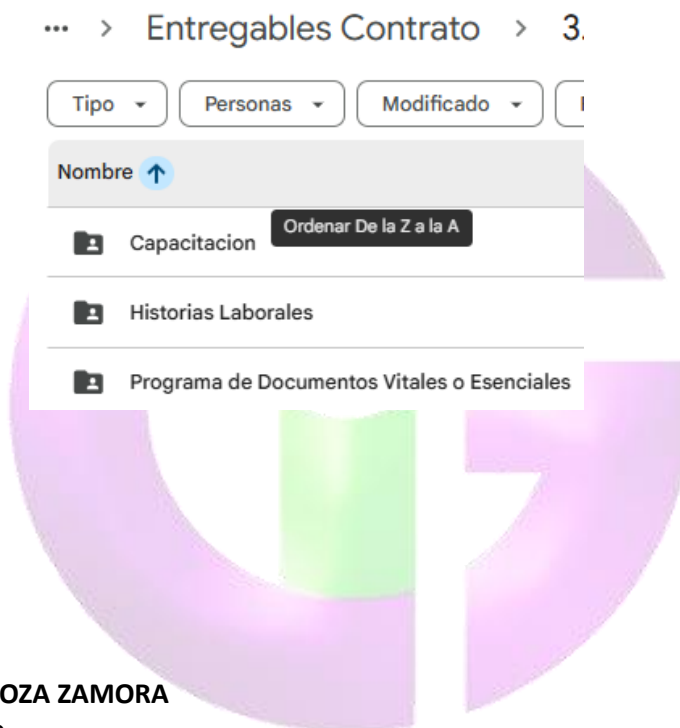 ... > Entregables Contrato > 3.
Tipo Personas Modificado
Nombre
Ordenar De la Z a la A
Capacitacion
Historias Laborales
Programa de Documentos Vitales o Esenciales
OZA ZAMORA